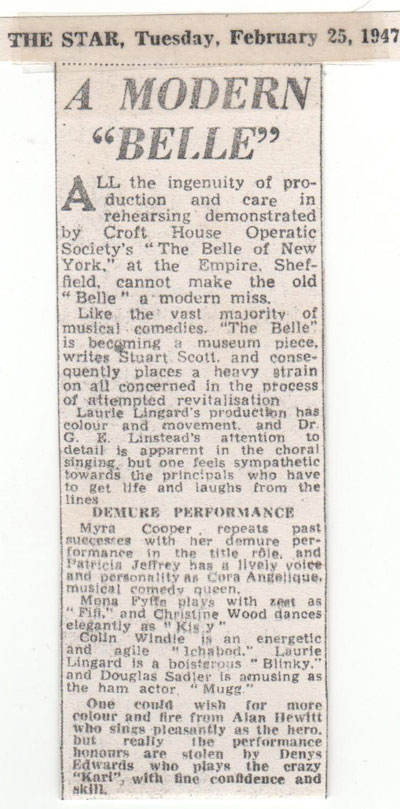 THE STAR, Tuesday, February 25, 1947
A MODERN
"BELLE"
ALL the ingenuity of pro-
duction and care in
rehearsing demonstrated
by Croft House Operatic
Society's "The Belle of New
York," at the Empire, Shef-
field, cannot make the old
"Belle" a modern miss.
Like the vast majority of
musical comedies, "The Belle"
is becoming a museum piece,
writes Stuart Scott, and conse-
quently places a heavy strain
on all concerned in the process
of attempted revitalisation
Laurie Lingard's production has
colour and movement, and Dr.
G. E. Linstead's attention to
detail is apparent in the choral
singing, but one feels sympathetic
towards the principals who have
to get life and laughs from the
lines
DEMURE PERFORMANCE
Myra Cooper repeats past
successes with her demure per-
formance in the title rôle, and
Patricia Jeffrey has a lively voice
and personality as Cora Angelique,
musical comedy queen.
Mona Fyffe plays with zest as
"Fifi," and Christine Wood dances
elegantly as
Colin Windle is an energetic
and agile "Ichabod." Laurie
Lingard is a boisterous "Blinky,"
and Douglas Sadler is amusing as
the ham actor, "Mugg."
One could wish for more
colour and fire from Alan Hewitt
who sings pleasantly as the hero,
but really the performance
honours are stolen by Denys
Edwards who plays the crazy
"Karl", with fine confidence and
skill.